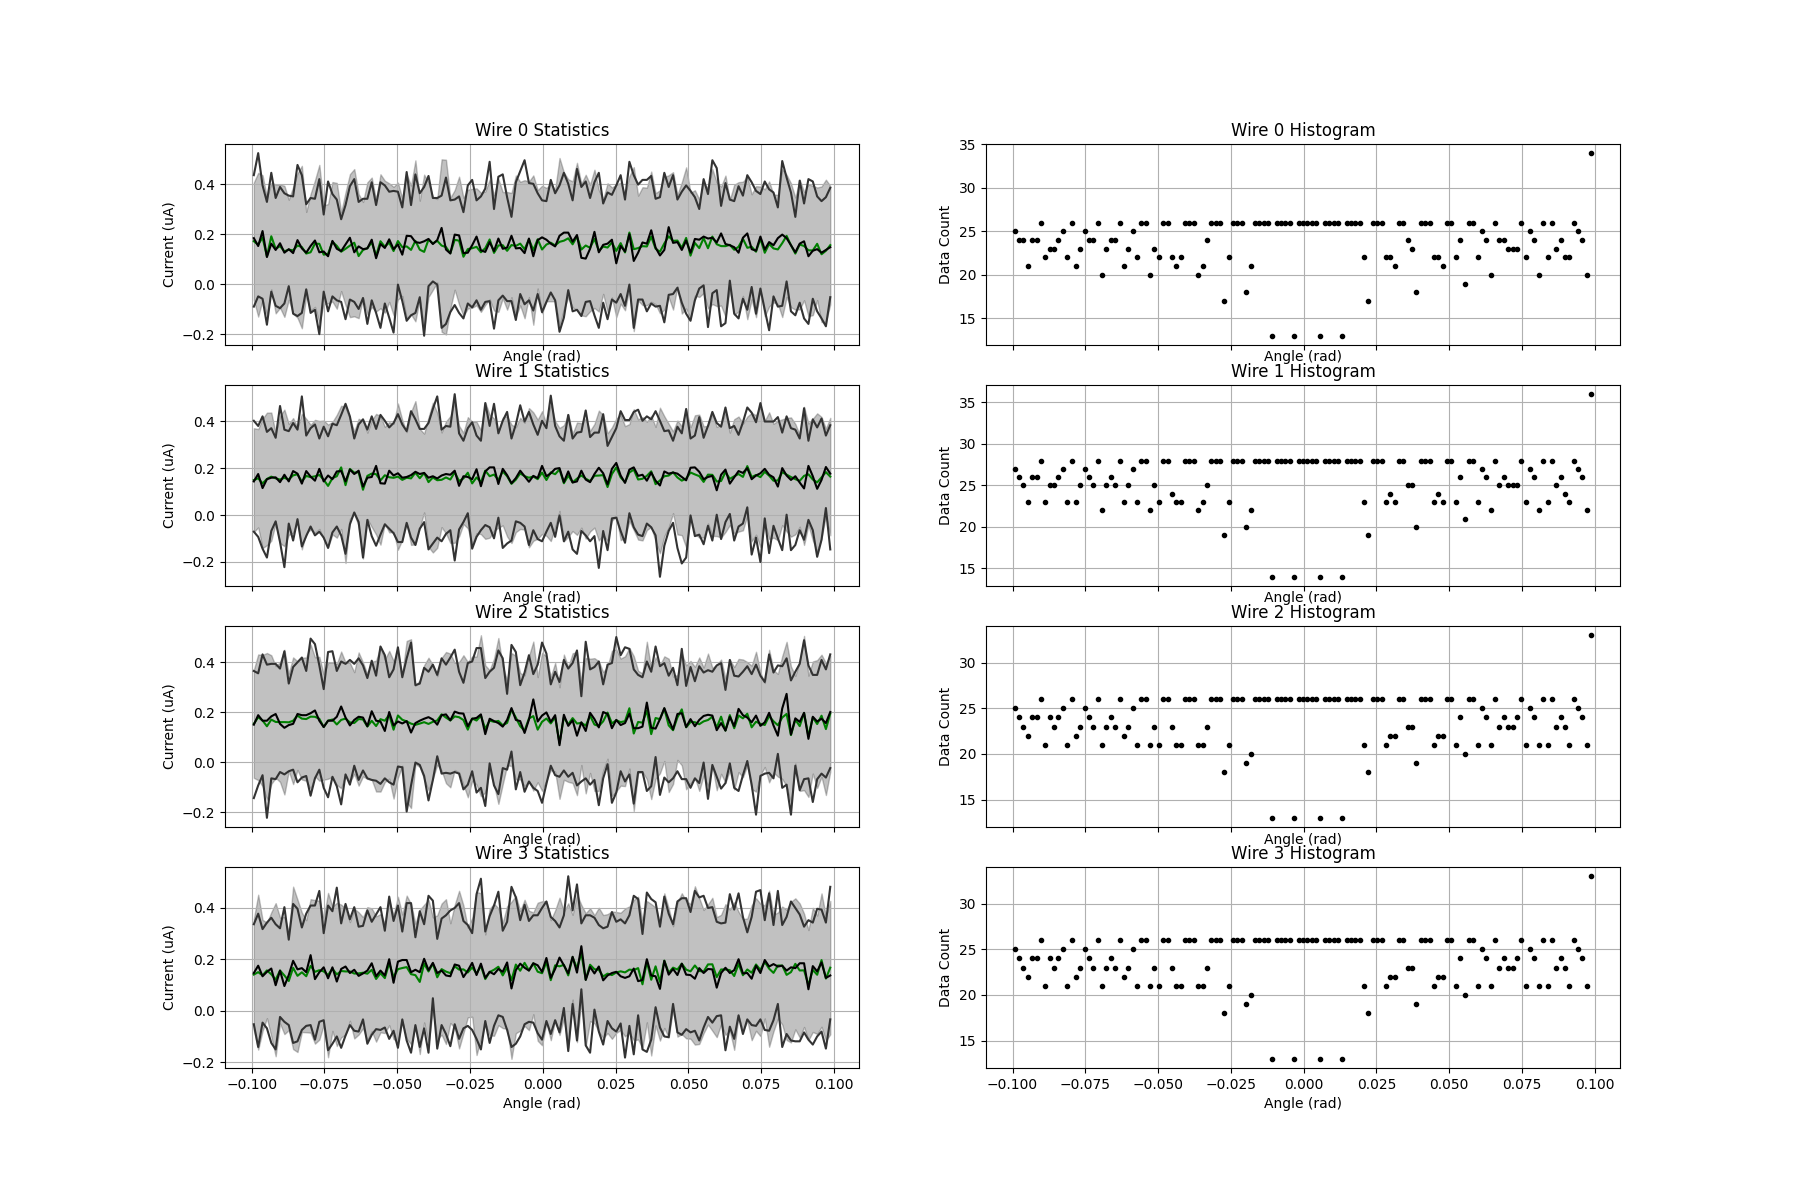 Wire 0 Statistics
Current (uA)
0.4
0.2
0.0
−0.2
Angle (rad)
Wire 0 Histogram
Data Count
35
30
25
20
15
Angle (rad)
Wire 1 Statistics
Current (uA)
0.4
0.2
0.0
−0.2
Angle (rad)
Wire 1 Histogram
Data Count
35
30
25
20
15
Angle (rad)
Wire 2 Statistics
Current (uA)
0.4
0.2
0.0
−0.2
Angle (rad)
Wire 2 Histogram
Data Count
30
25
20
15
Angle (rad)
Wire 3 Statistics
Current (uA)
0.4
0.2
0.0
−0.2
−0.100 −0.075 −0.050 −0.025 0.000 0.025 0.050 0.075 0.100
Angle (rad)
Wire 3 Histogram
Data Count
30
25
20
15
−0.100 −0.075 −0.050 −0.025 0.000 0.025 0.050 0.075 0.100
Angle (rad)